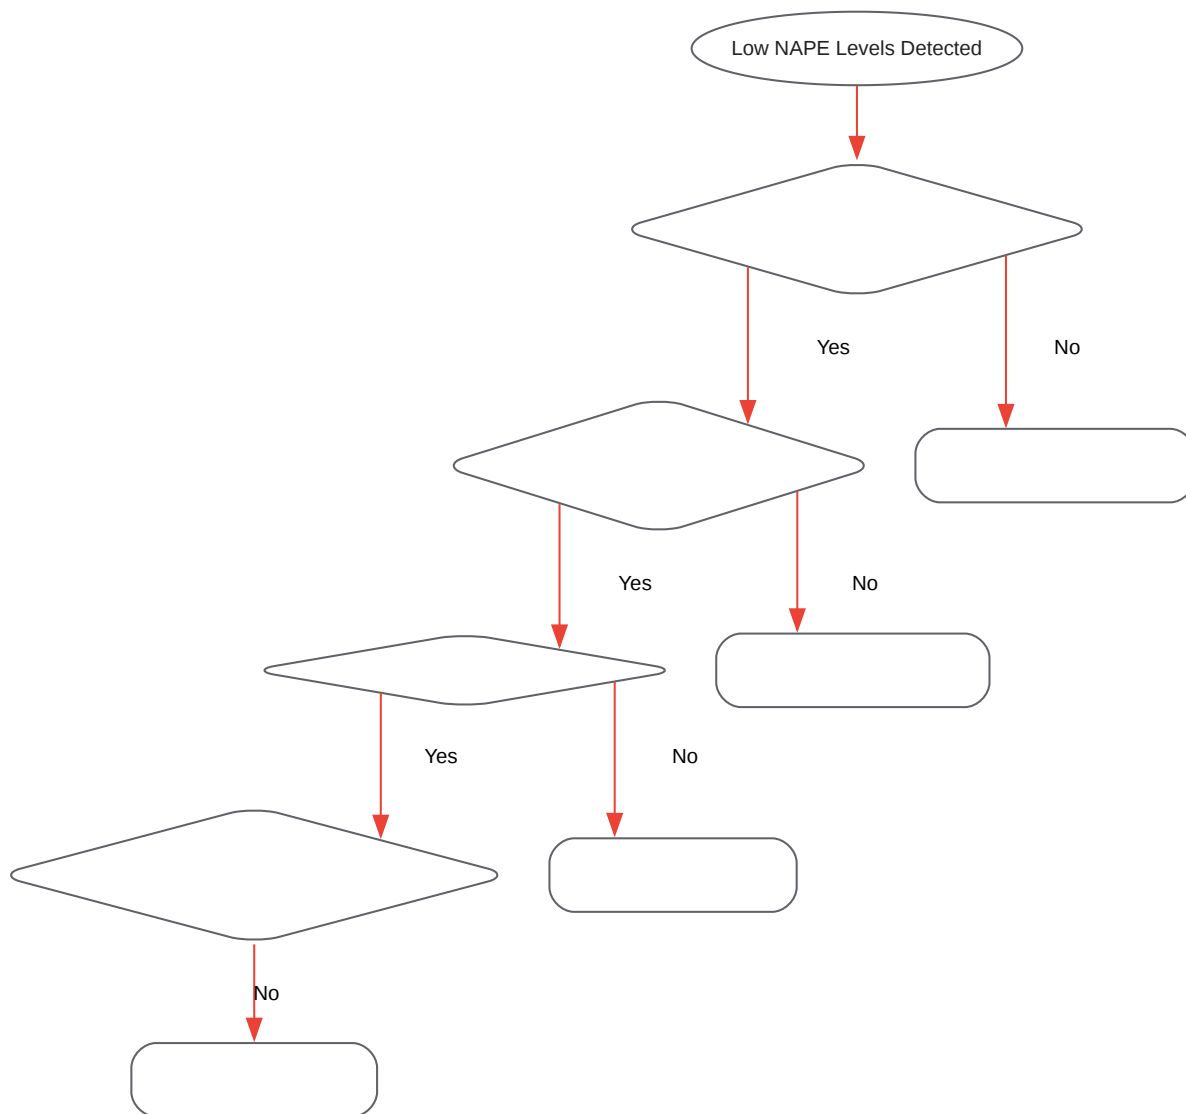 Low NAPE Levels Detected
Yes
No
Yes
No
Yes
No
No